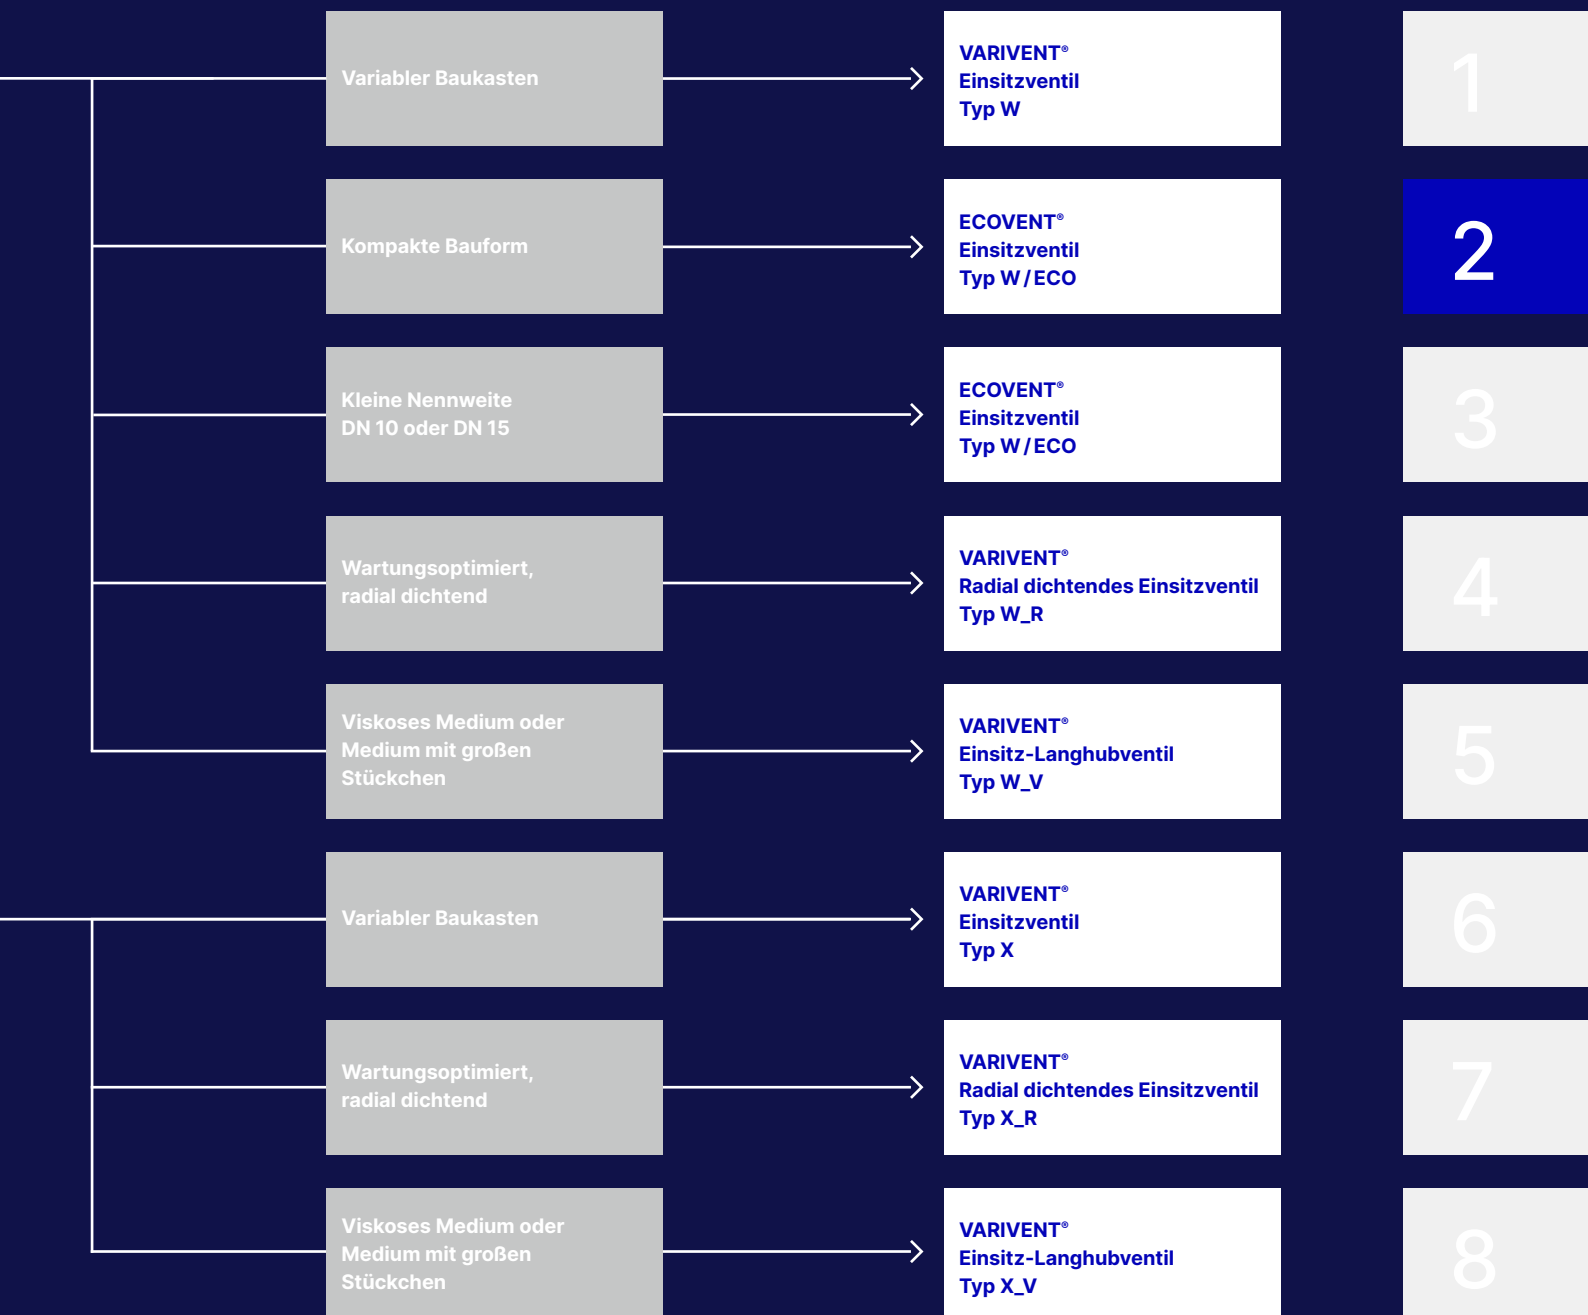 Variabler Baukasten
VARIVENT®
Einsitzventil
Typ W
1
Kompakte Bauform
ECOVENT®
Einsitzventil
Typ W/ECO
2
Kleine Nennweite
DN 10 oder DN 15
ECOVENT®
Einsitzventil
Typ W/ECO
3
Wartungsoptimiert,
radial dichtend
VARIVENT®
Radial dichtendes Einsitzventil
Typ W_R
4
Viskoses Medium oder
Medium mit großen
Stückchen
VARIVENT®
Einsitz-Langhubventil
Typ W_V
5
Variabler Baukasten
VARIVENT®
Einsitzventil
Typ X
6
Wartungsoptimiert,
radial dichtend
VARIVENT®
Radial dichtendes Einsitzventil
Typ X_R
7
Viskoses Medium oder
Medium mit großen
Stückchen
VARIVENT®
Einsitz-Langhubventil
Typ X_V
8